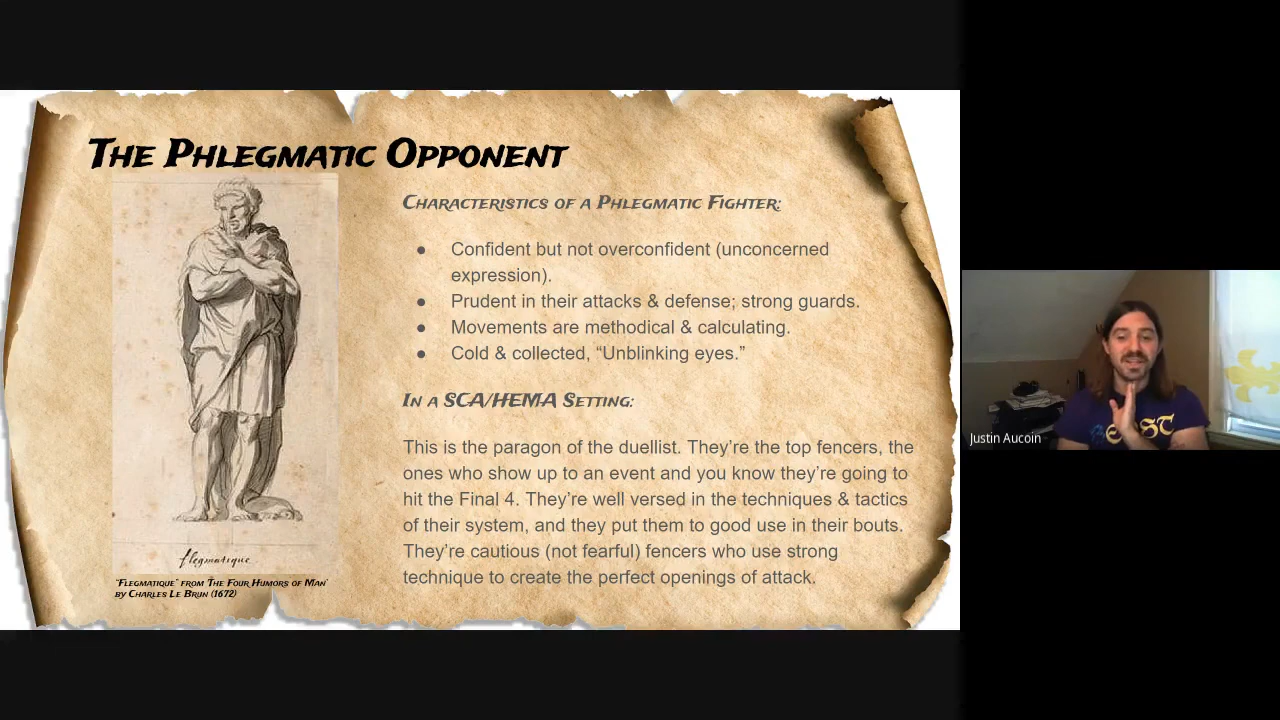 The Phlegmatic Opponent
Characteristics of a Phlegmatic Fighter:
● Confident but not overconfident (unconcerned
expression).
● Prudent in their attacks & defense; strong guards.
● Movements are methodical & calculating.
● Cold & collected, “Unblinking eyes.”
In a SCA/HEMA Setting:
This is the paragon of the duellist. They’re the top fencers, the
ones who show up to an event and you know they’re going to
hit the Final 4. They’re well versed in the techniques & tactics
of their system, and they put them to good use in their bouts.
They’re cautious (not fearful) fencers who use strong
technique to create the perfect openings of attack.
flegmatique
“Flegmatique” from ‘The Four Humors of Man’
by Charles Le Brun (1672)
Justin Aucoin